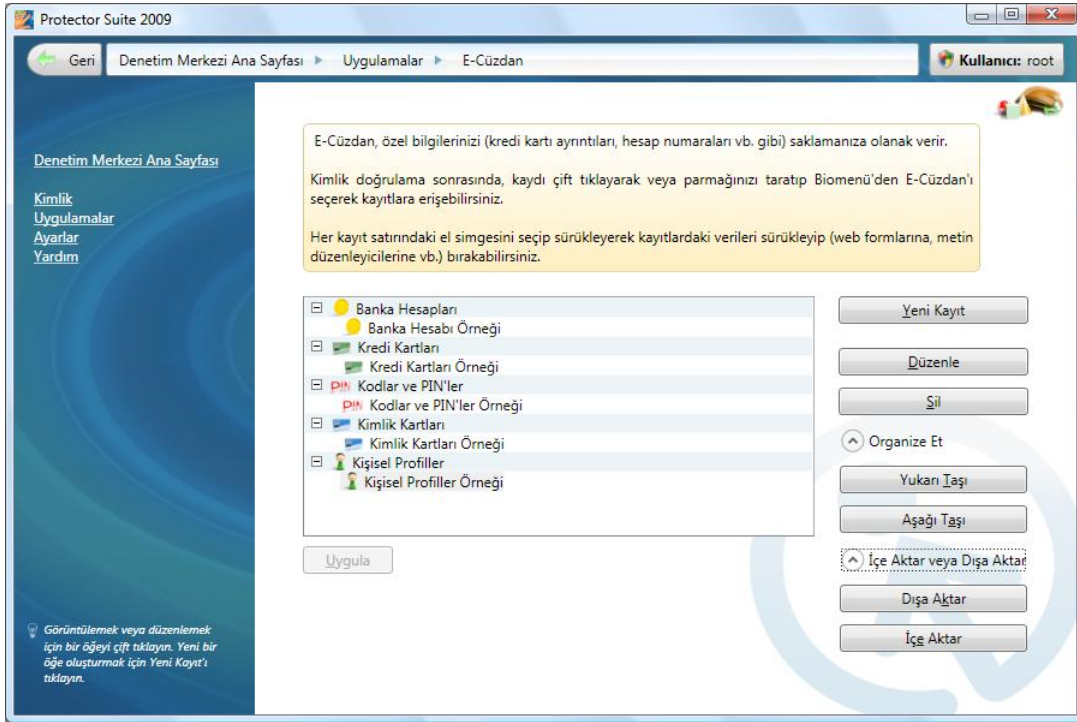 Protector Suite 2009
Geri
Denetim Merkezi Ana Sayfası
Uygulamalar
E-Cüzdan
Kullanıcı: root
Denetim Merkezi Ana Sayfası
Kimlik
Uygulamalar
Ayarlar
Yardım
E-Cüzdan, özel bilgilerinizi (kredi kartı ayrıntıları, hesap numaraları vb. gibi) saklamanıza olanak verir.
Kimlik doğrulama sonrasında, kaydı çift tıklayarak veya parmağınızı taratıp Biomenü'den E-Cüzdan'ı
seçerek kayıtlara erişebilirsiniz.
Her kayıt satırındaki el simgesini seçip sürükleyerek kayıtlardaki verileri sürükleyip (web formlarına, metin
düzenleyicilerine vb.) bırakabilirsiniz.
Banka Hesapları
Banka Hesabı Örneği
Kredi Kartları
Kredi Kartları Örneği
PIN Kodlar ve PIN'ler
PIN Kodlar ve PIN'ler Örneği
Kimlik Kartları
Kimlik Kartları Örneği
Kişisel Profiller
Kişisel Profiller Örneği
Uygula
Yeni Kayıt
Düzenle
Sil
Organize Et
Yukarı Taşı
Aşağı Taşı
İçe Aktar veya Dışa Aktar
Dışa Aktar
İçe Aktar
Görüntülemek veya düzenlemek
için bir öğeyi çift tıklayın. Yeni bir
öğe oluşturmak için Yeni Kayıt'ı
tıklayın.